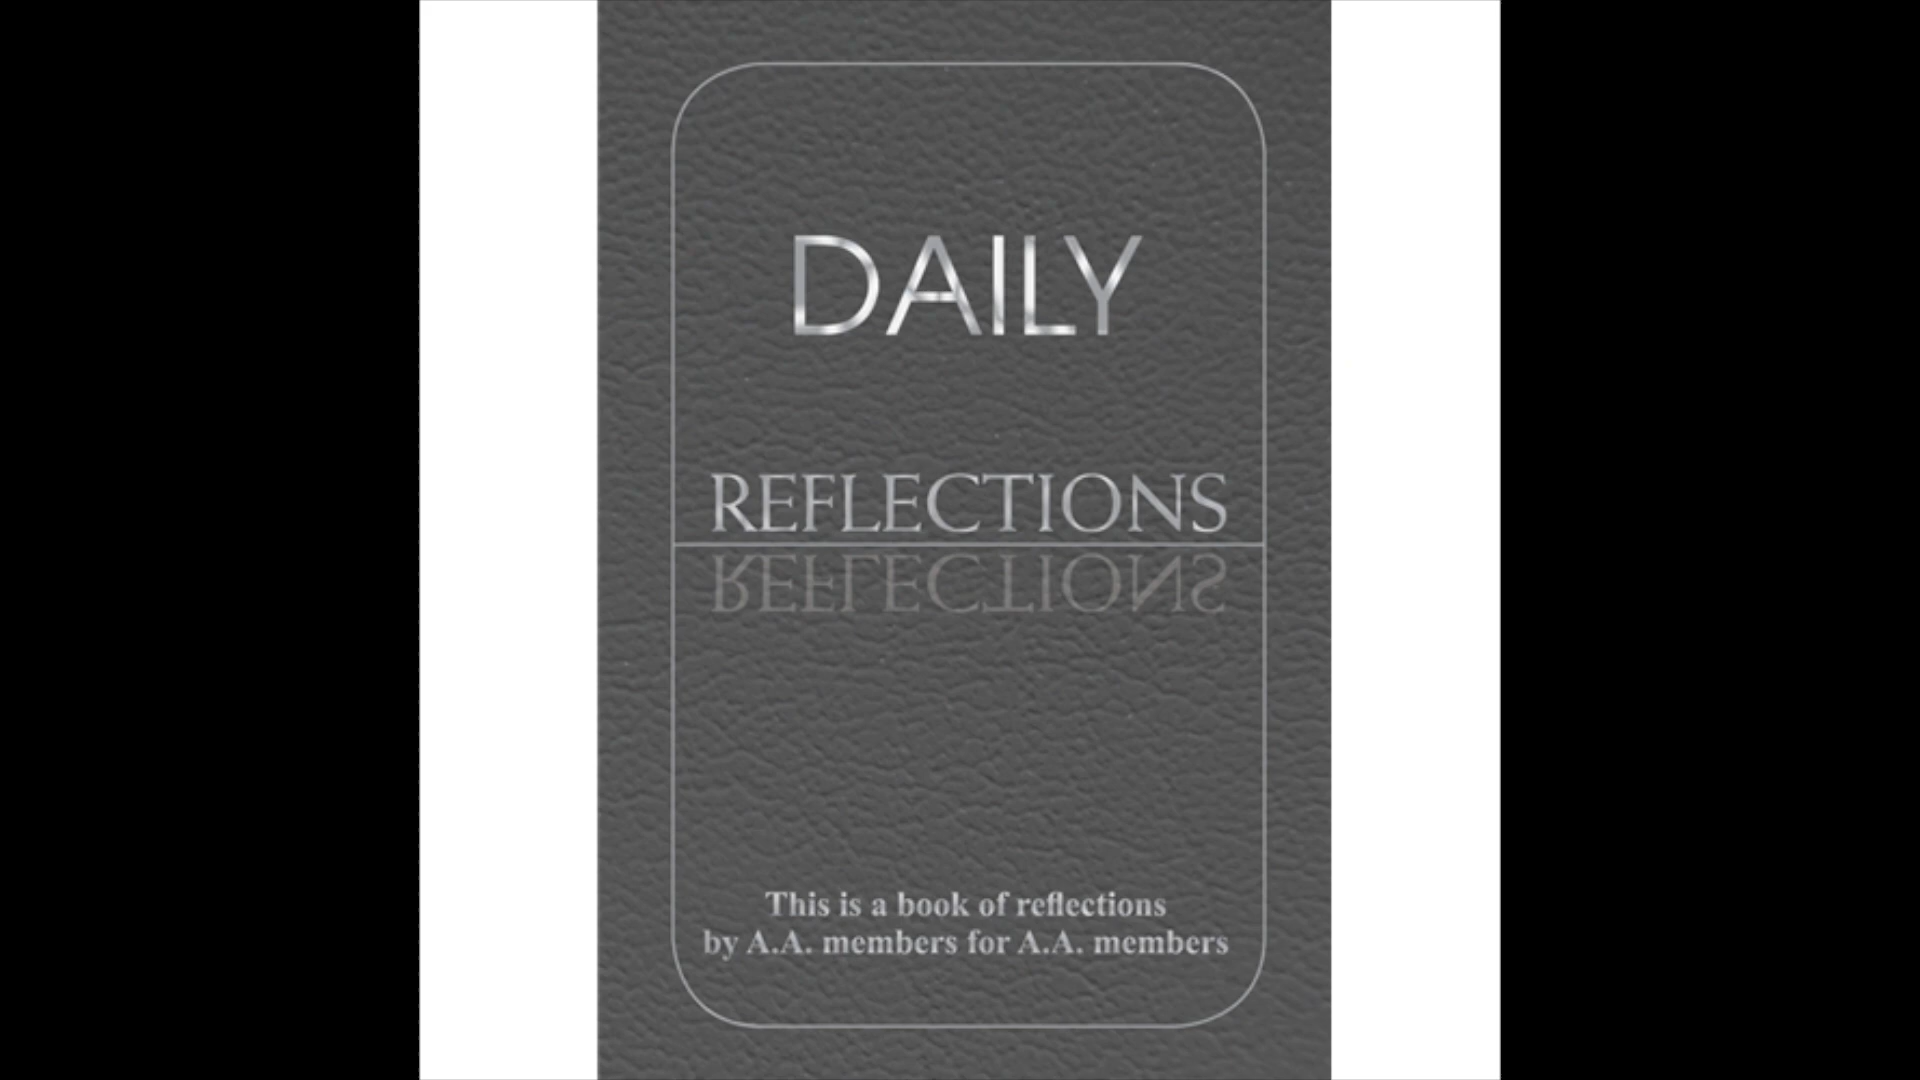 DAILY
REFLECTIONS
REFLECTIONS
This is a book of reflections
by A.A. members for A.A. members